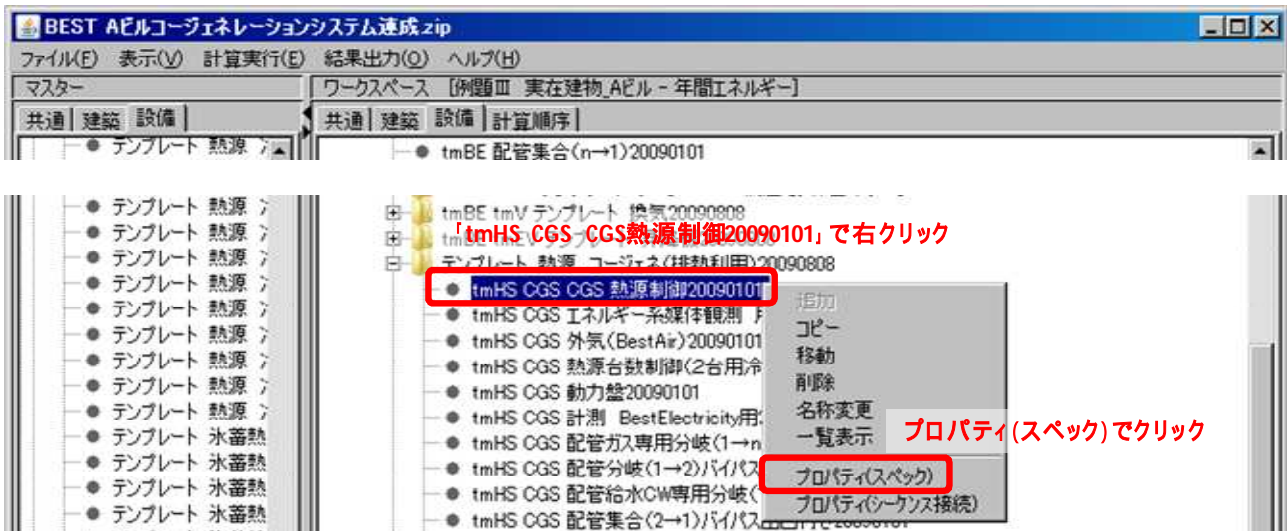 BEST Aビルコージェネレーションシステム連成.zip
ファイル(F) 表示(V) 計算実行(E) 結果出力(O) ヘルプ(H)
マスター
ワークスペース [例題Ⅲ 実在建物_Aビル - 年間エネルギー]
共通 建築 設備
共通 建築 設備 計算順序
テンプレート 熱源
tmBE 配管集合(n→1)20090101
テンプレート 熱源
テンプレート 熱源
テンプレート 熱源
テンプレート 熱源
テンプレート 熱源
テンプレート 熱源
テンプレート 熱源
テンプレート 熱源
テンプレート 熱源
テンプレート 氷蓄熱
テンプレート 氷蓄熱
テンプレート 氷蓄熱
テンプレート 氷蓄熱
tmBE tmV テンプレート 換気20090808
「tmHS CGS CGS熱源制御20090101」で右クリック
テンプレート 熱源 コージェネ(排熱利用)20090808
tmHS CGS CGS 熱源制御20090101
tmHS CGS エネルギー系媒体観測
tmHS CGS 外気(BestAir)20090101
tmHS CGS 熱源台数制御(2台用冷
tmHS CGS 動力盤20090101
tmHS CGS 計測 BestElectricity用
tmHS CGS 配管ガス専用分岐(1→n
tmHS CGS 配管分岐(1→2)バイパス
tmHS CGS 配管給水CW専用分岐(
tmHS CGS 配管集合(2→1)バイパス出口付き20090101
追加
コピー
移動
削除
名称変更
一覧表示
プロパティ(スペック)
プロパティ(シーケンス接続)
プロパティ(スペック)でクリック